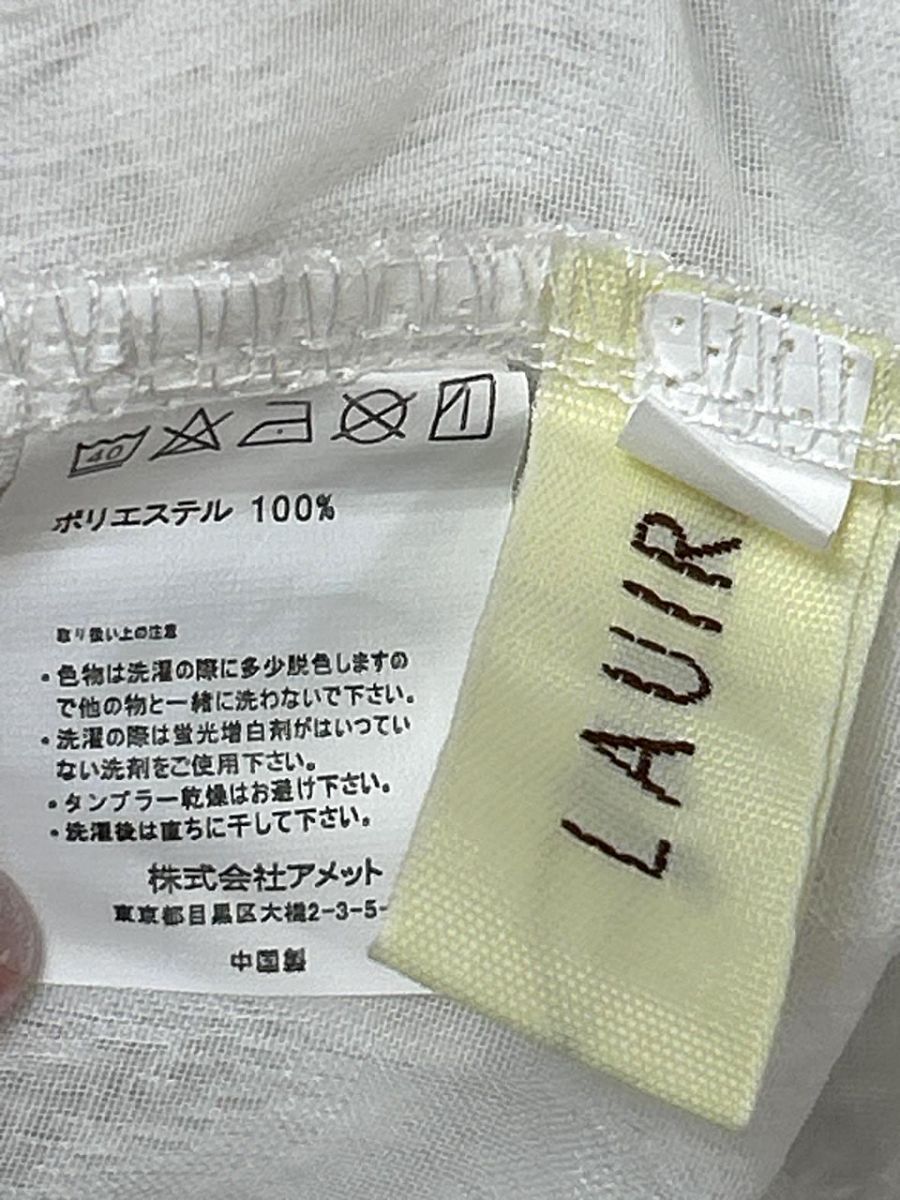 40
ポリエステル 100%
取り扱い上の注意
・色物は洗濯の際に多少脱色しますの
で他の物と一緒に洗わないで下さい。
・洗濯の際は蛍光増白剤がはいつてい
ない洗剤をご使用下さい。
・タンブラー乾燥はお避け下さい。
・洗濯後は直ちに干して下さい。
株式会社アメット
東京都目黒区大橋2-3-5-
中国製
LAUIR